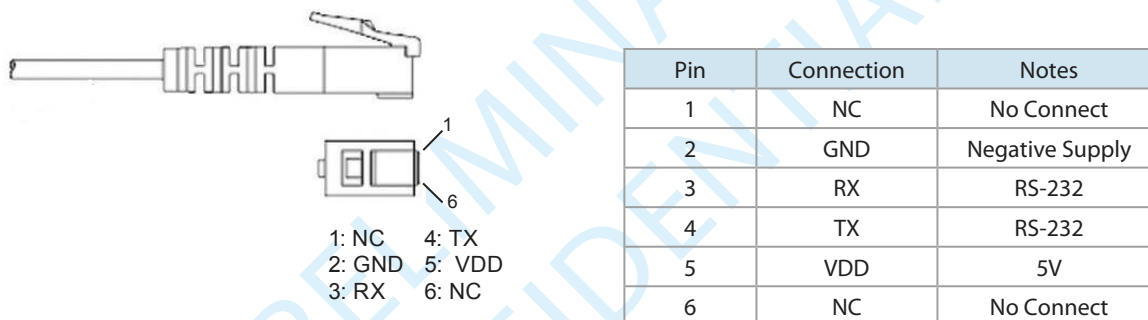 1
6
1: NC 4: TX
2: GND 5: VDD
3: RX 6: NC
Pin Connection Notes
1 NC No Connect
2 GND Negative Supply
3 RX RS-232
4 TX RS-232
5 VDD 5V
6 NC No Connect